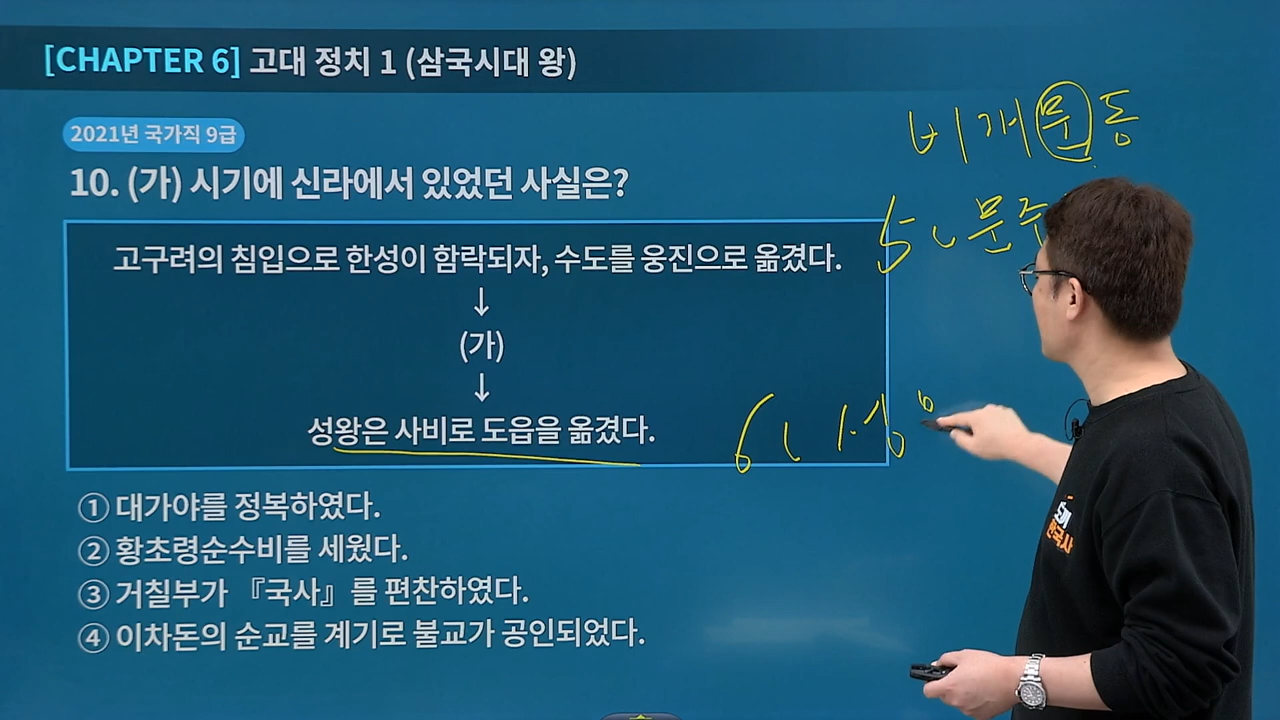 [CHAPTER 6] 고대 정치 1 (삼국시대 왕)
2021년 국가직 9급
10. (가) 시기에 신라에서 있었던 사실은?
고구려의 침입으로 한성이 함락되자, 수도를 웅진으로 옮겼다.
↓
(가)
↓
성왕은 사비로 도읍을 옮겼다.
① 대가야를 정복하였다.
② 황초령순수비를 세웠다.
③ 거칠부가 『국사』를 편찬하였다.
④ 이차돈의 순교를 계기로 불교가 공인되었다.
비개문동
5C 문주
6C
한국사